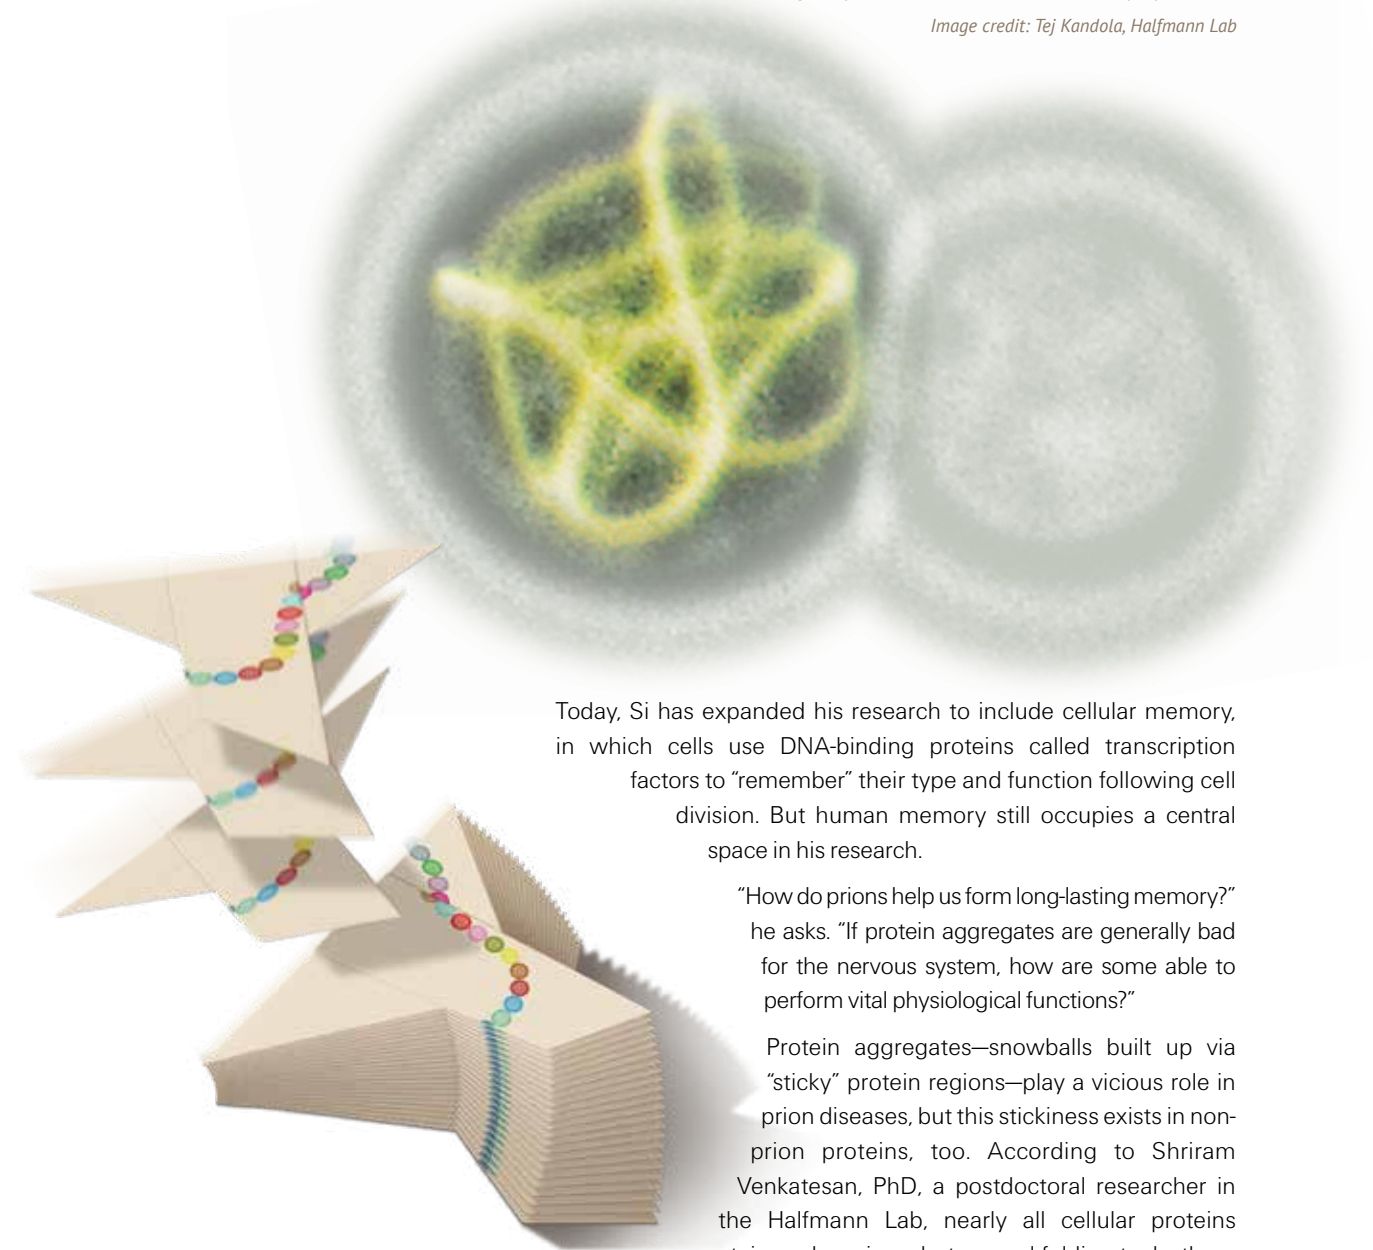 Image credit: Tej Kandola, Halfmann Lab
Today, Si has expanded his research to include cellular memory,
in which cells use DNA-binding proteins called transcription
factors to “remember” their type and function following cell
division. But human memory still occupies a central
space in his research.
“How do prions help us form long-lasting memory?”
he asks. “If protein aggregates are generally bad
for the nervous system, how are some able to
perform vital physiological functions?”
Protein aggregates—snowballs built up via
“sticky” protein regions—play a vicious role in
prion diseases, but this stickiness exists in non-
prion proteins, too. According to Shriram
Venkatesan, PhD, a postdoctoral researcher in
the Halfmann Lab, nearly all cellular proteins